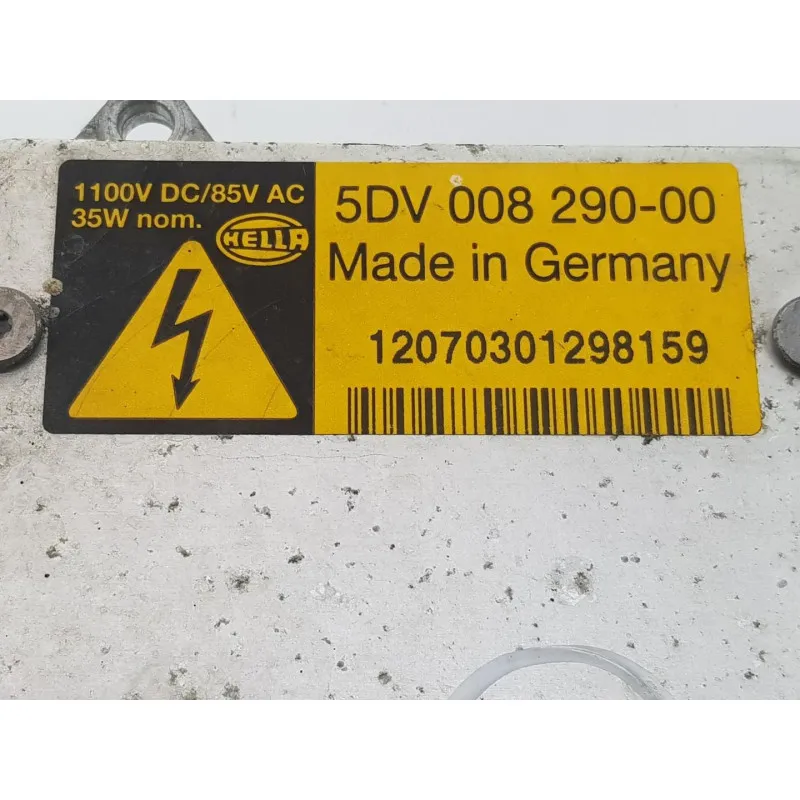 1100V DC/85V AC
35W nom.
HELLA
5DV 008 290-00
Made in Germany
12070301298159